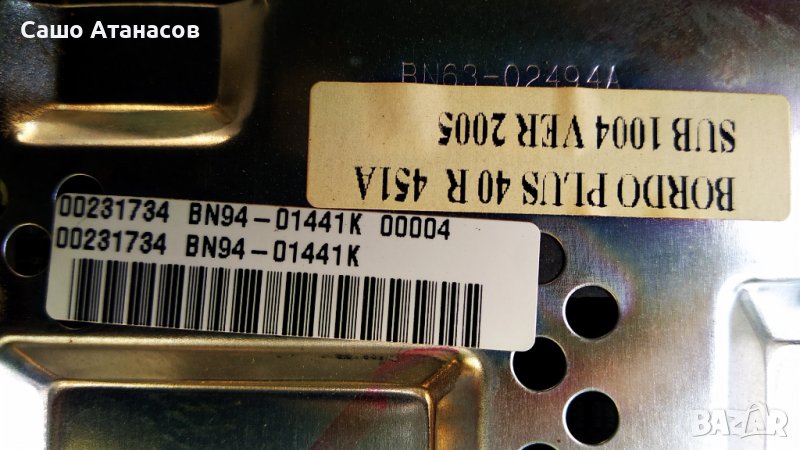 Сашо Атанасов
BN63-02494A
BORDO PLUS 40 R 451A
SUB 1004 VER 2005
00231734 BN94-01441K 00004
00231734 BN94-01441K
BAZAR